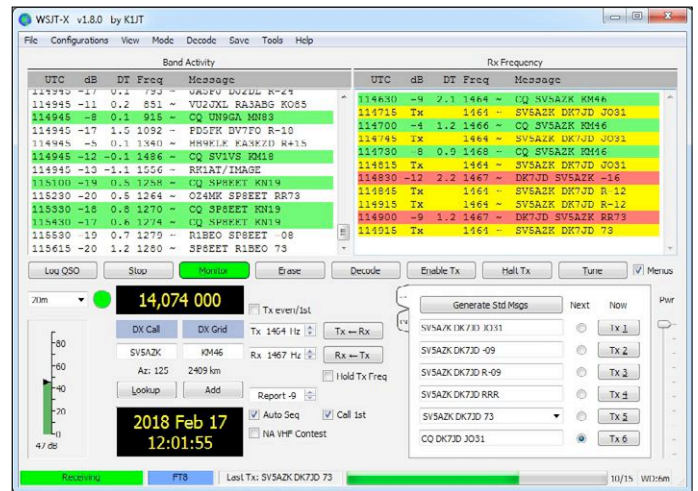 WSJT-X v1.8.0 by K1JT
File Configurations View Mode Decode Save Tools Help
Band Activity
UTC dB DT Freq Message
114945 -11 0.2 851 ~ VU2JXL RA3ABG KO85
114945 -8 0.1 915 ~ CQ UN9GA MN83
114945 -17 1.5 1092 ~ PD5FK DV7FO R-10
114945 -5 0.1 1340 ~ HB9ELE EA3EZD R+15
114945 -12 -0.1 1486 ~ CQ SV1VS KM18
114945 -13 -1.1 1556 ~ RK1AT/IMAGE
115100 -19 0.5 1258 ~ CQ SP8EET KN19
115230 -20 0.5 1264 ~ OZ4MK SP8EET RR73
115330 -18 0.8 1270 ~ CQ SP8EET KN19
115430 -17 0.6 1274 ~ CQ SP8EET KN19
115530 -19 0.7 1279 ~ R1BEO SP8EET -08
115615 -20 1.2 1280 ~ SP8EET R1BEO 73
Rx Frequency
UTC dB DT Freq Message
114630 -9 2.1 1464 ~ CQ SV5AZK KM46
114715 Tx 1464 ~ SV5AZK DK7JD JO31
114700 -4 1.2 1466 ~ CQ SV5AZK KM46
114745 Tx 1464 ~ SV5AZK DK7JD JO31
114730 -8 0.9 1468 ~ CQ SV5AZK KM46
114815 Tx 1464 ~ SV5AZK DK7JD JO31
114830 -12 2.2 1467 ~ DK7JD SV5AZK -16
114845 Tx 1464 ~ SV5AZK DK7JD R-12
114915 Tx 1464 ~ SV5AZK DK7JD R-12
114900 -9 1.2 1467 ~ DK7JD SV5AZK RR73
114915 Tx 1464 ~ SV5AZK DK7JD 73
Log QSO Stop Monitor Erase Decode Enable Tx Halt Tx Tune Menus
20m
14,074 000
Tx even/1st
DX Call DX Grid
Tx 1464 Hz Tx ← Rx
SV5AZK KM46
Rx 1467 Hz Rx ← Tx
Az: 125 2409 km
Hold Tx Freq
Lookup Add
Report -9
2018 Feb 17
12:01:55
Auto Seq Call 1st
NA VHF Contest
-80
-60
-40
-20
-0
47 dB
1
2
Generate Std Msgs Next Now Pwr
SV5AZK DK7JD JO31 Tx 1
SV5AZK DK7JD -09 Tx 2
SV5AZK DK7JD R-09 Tx 3
SV5AZK DK7JD RRR Tx 4
SV5AZK DK7JD 73 Tx 5
CQ DK7JD JO31 Tx 6
Receiving FT8 Last Tx: SV5AZK DK7JD 73 10/15 WD:6m